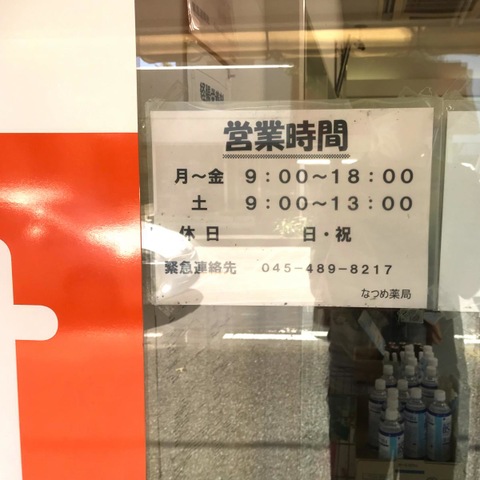 営業時間
月～金 9：00～18：00
土 9：00～13：00
休日 日・祝
緊急連絡先 045-489-8217
なつめ薬局